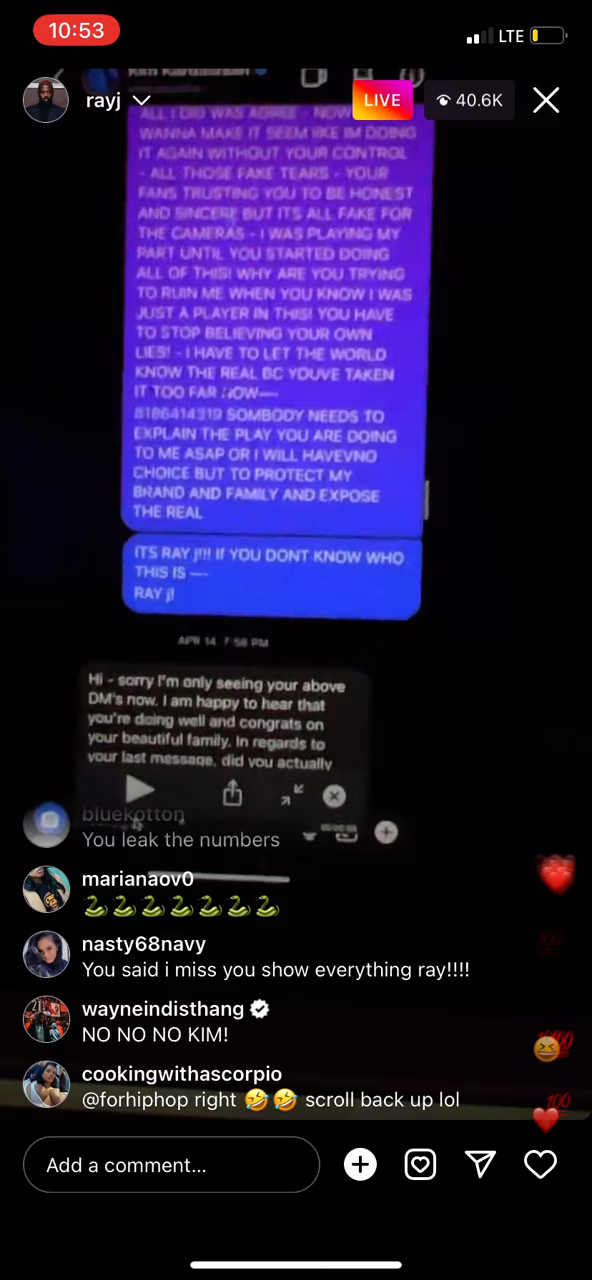 10:53
LTE
Kim Kardashian
rayj
LIVE
40.6K
ALL I DID WAS AGREE - NOW
WANNA MAKE IT SEEM LIKE IM DOING
IT AGAIN WITHOUT YOUR CONTROL
- ALL THOSE FAKE TEARS - YOUR
FANS TRUSTING YOU TO BE HONEST
AND SINCERE BUT ITS ALL FAKE FOR
THE CAMERAS - I WAS PLAYING MY
PART UNTIL YOU STARTED DOING
ALL OF THIS! WHY ARE YOU TRYING
TO RUIN ME WHEN YOU KNOW I WAS
JUST A PLAYER IN THIS! YOU HAVE
TO STOP BELIEVING YOUR OWN
LIES! - I HAVE TO LET THE WORLD
KNOW THE REAL BC YOUVE TAKEN
IT TOO FAR NOW—
8186414319 SOMBODY NEEDS TO
EXPLAIN THE PLAY YOU ARE DOING
TO ME ASAP OR I WILL HAVEVNO
CHOICE BUT TO PROTECT MY
BRAND AND FAMILY AND EXPOSE
THE REAL
ITS RAY j!!! IF YOU DONT KNOW WHO
THIS IS —-
RAY j!
APR 14, 7:56 PM
Hi - sorry I'm only seeing your above
DM's now. I am happy to hear that
you're doing well and congrats on
your beautiful family. In regards to
your last message, did you actually
bluekotton
You leak the numbers
marianaov0
🐍🐍🐍🐍🐍🐍🐍
nasty68navy
You said i miss you show everything ray!!!!
wayneindisthang
NO NO NO KIM!
cookingwithascorpio
@forhiphop right 🤣🤣 scroll back up lol
Add a comment...